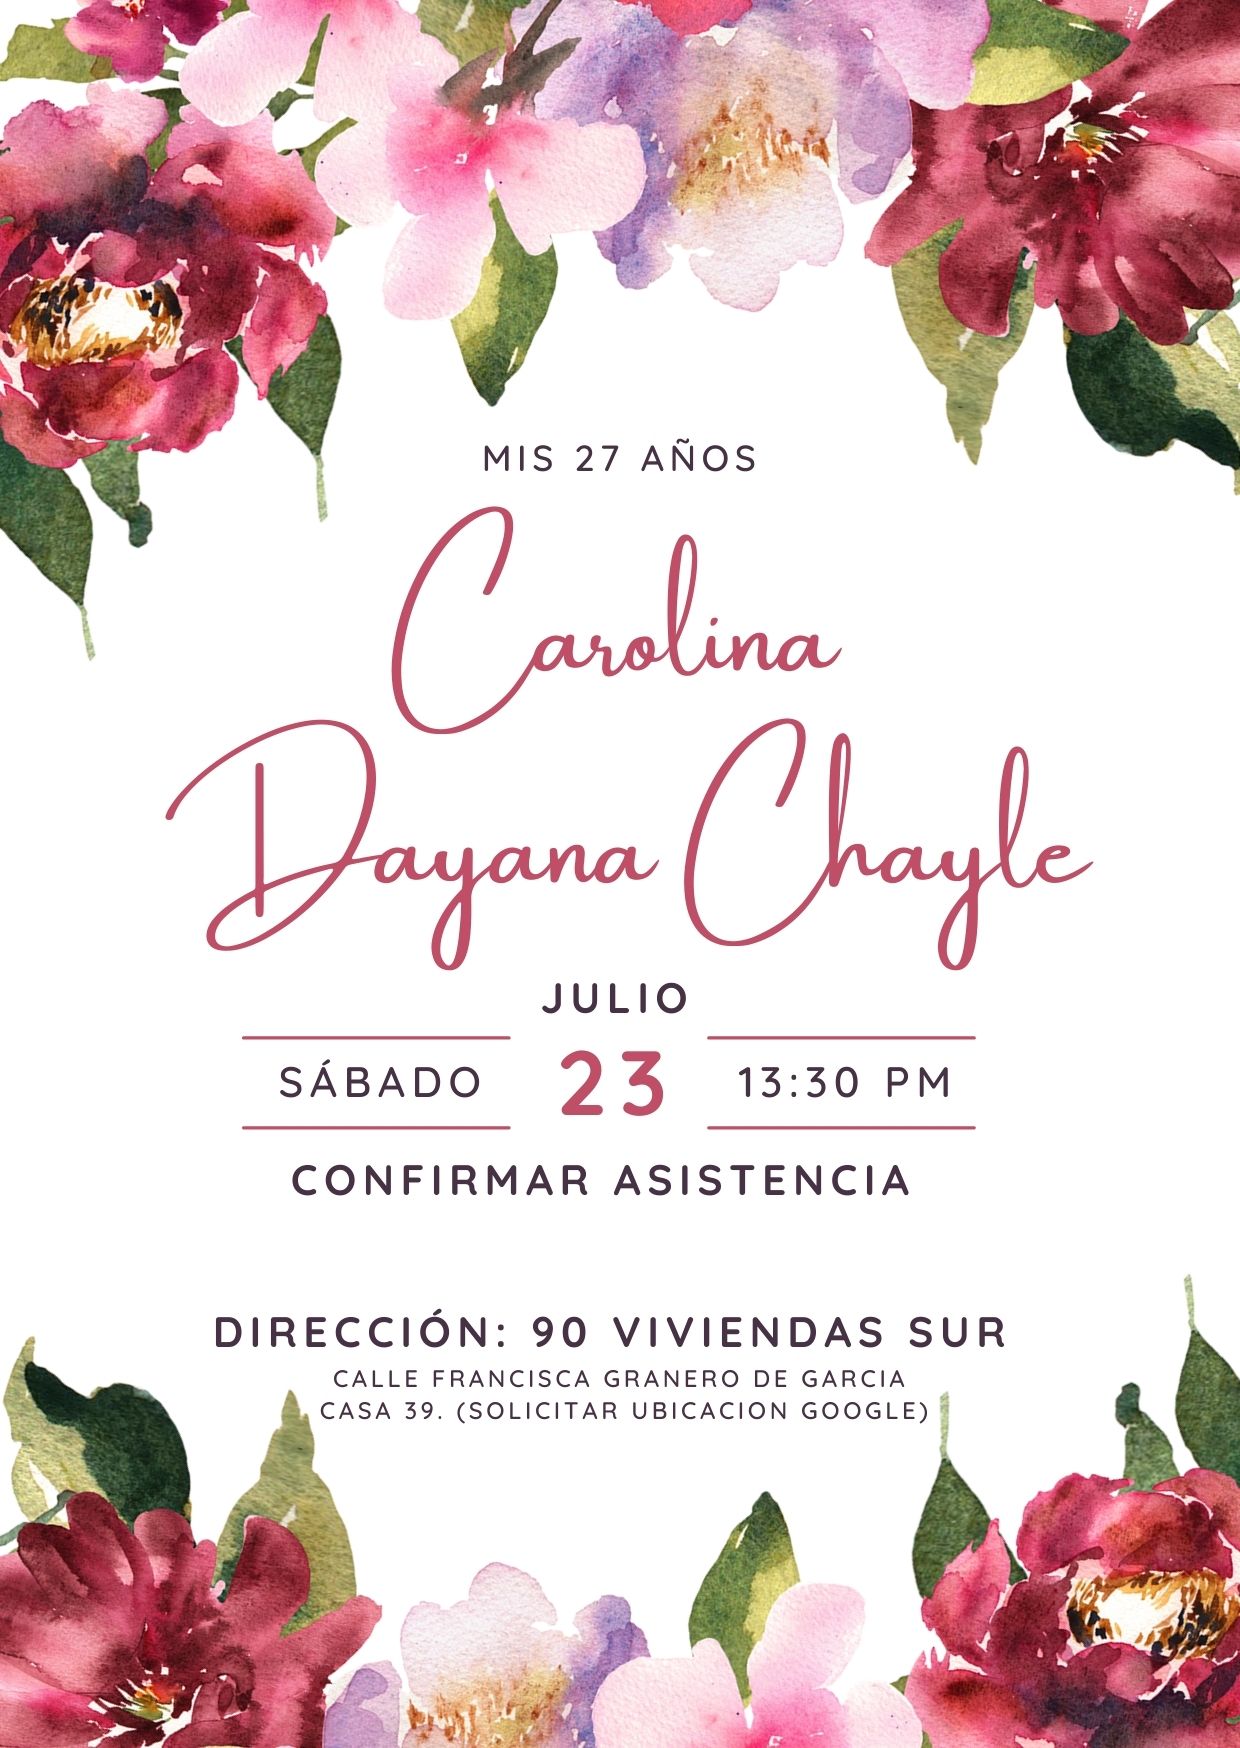 MIS 27 AÑOS
Carolina
Dayana Chayle
JULIO
SÁBADO 23 13:30 PM
CONFIRMAR ASISTENCIA
DIRECCIÓN: 90 VIVIENDAS SUR
CALLE FRANCISCA GRANERO DE GARCIA
CASA 39. (SOLICITAR UBICACION GOOGLE)